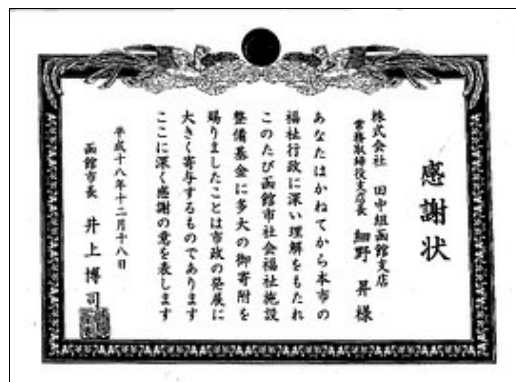 感謝状
株式会社 田中組函館支店
常務取締役支店長 細野昇様
あなたはかねてから本市の
福祉行政に深い理解をもたれ
このたび函館市社会福祉施設
整備基金に多大の御寄附を
賜りましたことは市政の発展に
大きく寄与するものであります
ここに深く感謝の意を表します
平成十八年十二月十八日
函館市長 井上博司